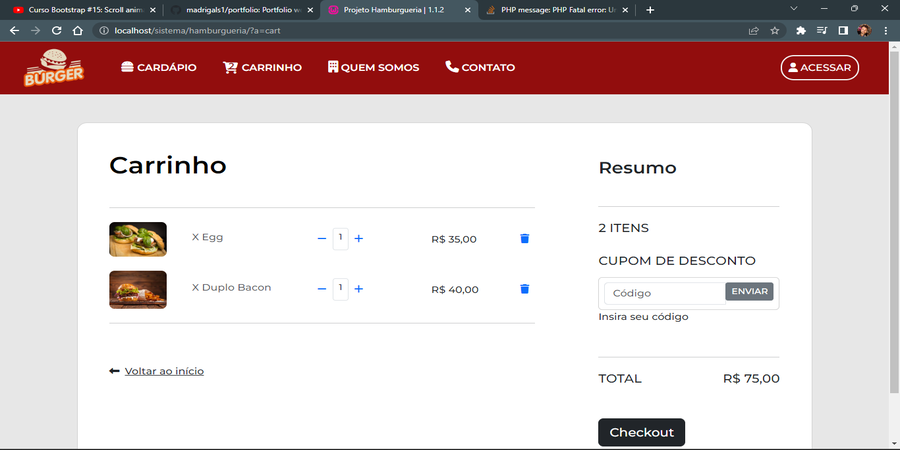 Curso Bootstrap #15: Scroll anim
madrigals1/portfolio: Portfolio w
Projeto Hamburgueria | 1.1.2
PHP message: PHP Fatal error: U
localhost/sistema/hamburgueria/?a=cart
BURGER
CARDÁPIO
CARRINHO
QUEM SOMOS
CONTATO
ACESSAR
Carrinho
X Egg
1
R$ 35,00
X Duplo Bacon
1
R$ 40,00
Voltar ao início
Resumo
2 ITENS
CUPOM DE DESCONTO
Código
ENVIAR
Insira seu código
TOTAL
R$ 75,00
Checkout